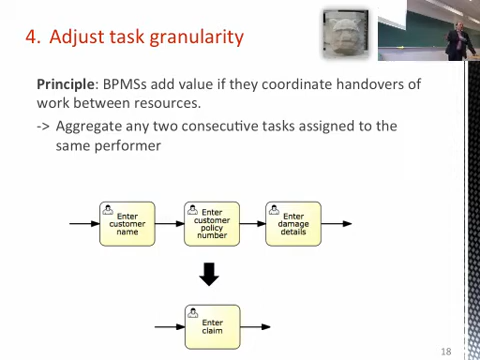 4. Adjust task granularity
Principle: BPMSs add value if they coordinate handovers of
work between resources.
-> Aggregate any two consecutive tasks assigned to the
same performer
Enter
customer
name
Enter
customer
policy
number
Enter
damage
details
Enter
claim
18